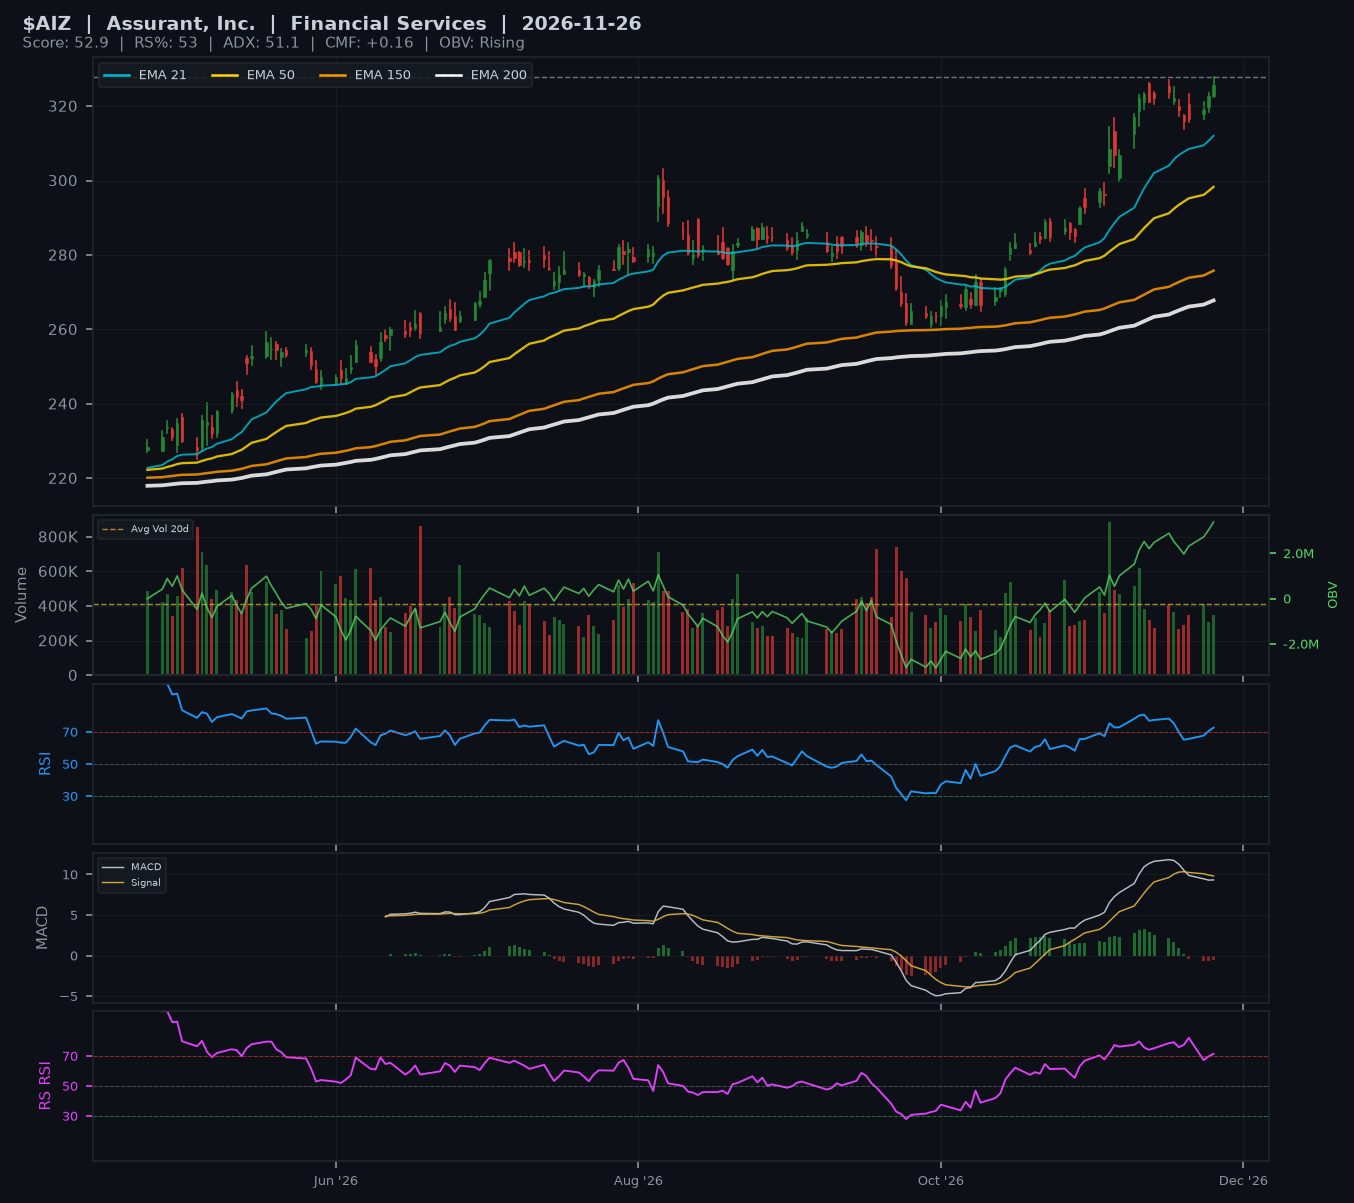 $AIZ | Assurant, Inc. | Financial Services | 2026-11-26
Score: 52.9 | RS%: 53 | ADX: 51.1 | CMF: +0.16 | OBV: Rising
EMA 21 EMA 50 EMA 150 EMA 200
320
300
280
260
240
220
Avg Vol 20d
Volume
800K
600K
400K
200K
0
2.0M
0
-2.0M
OBV
RSI
70
50
30
MACD
Signal
MACD
10
5
0
−5
RS RSI
70
50
30
Jun '26 Aug '26 Oct '26 Dec '26